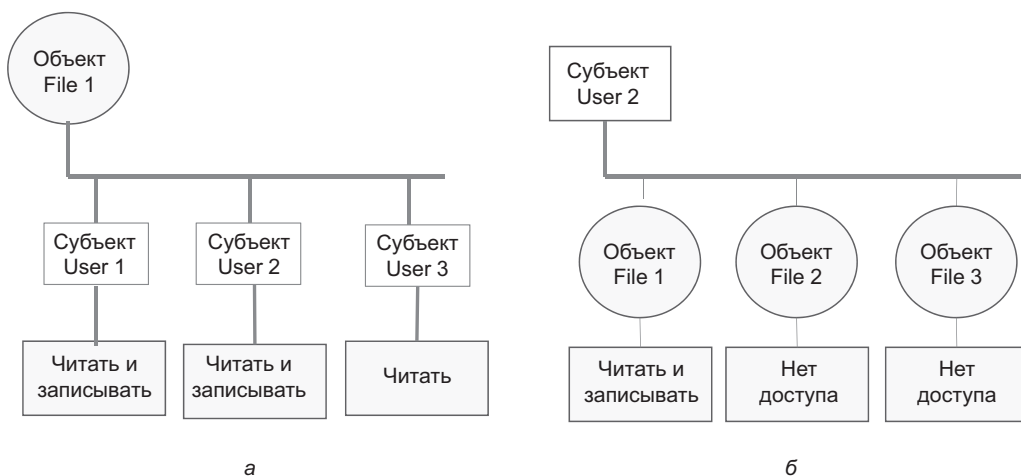 Объект
File 1
Субъект
User 1
Субъект
User 2
Субъект
User 3
Читать и
записывать
Читать и
записывать
Читать
а
Субъект
User 2
Объект
File 1
Объект
File 2
Объект
File 3
Читать и
записывать
Нет
доступа
Нет
доступа
б